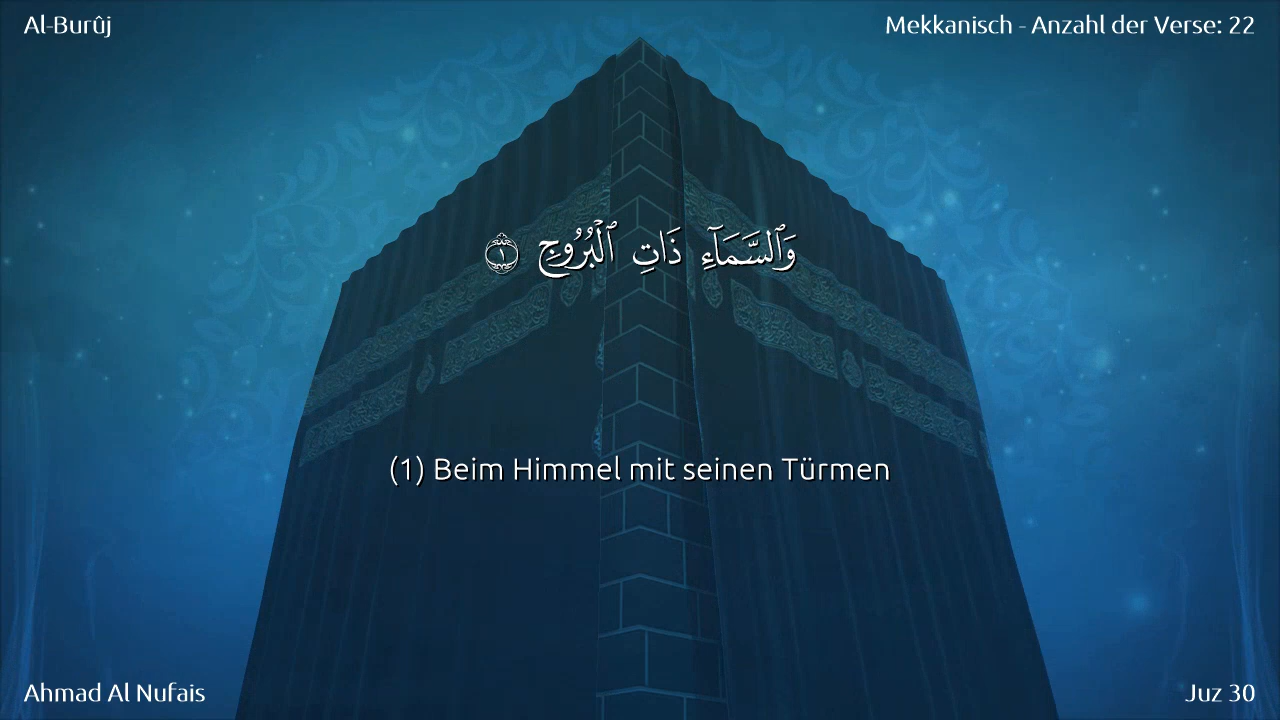 Al-Burûj
Mekkanisch - Anzahl der Verse: 22
وَٱلسَّمَآءِ ذَاتِ ٱلْبُرُوجِ ١
(1) Beim Himmel mit seinen Türmen
Ahmad Al Nufais
Juz 30